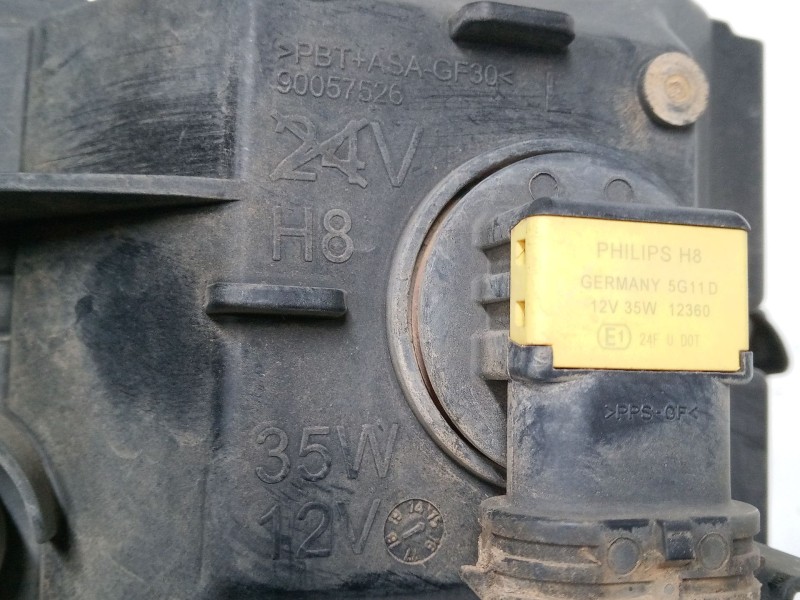 >PBT+ASA-GF30<
90057526
L
24V
H8
PHILIPS H8
GERMANY 5G11D
12V 35W 12360
E1
>PPS-GF<
35W
12V